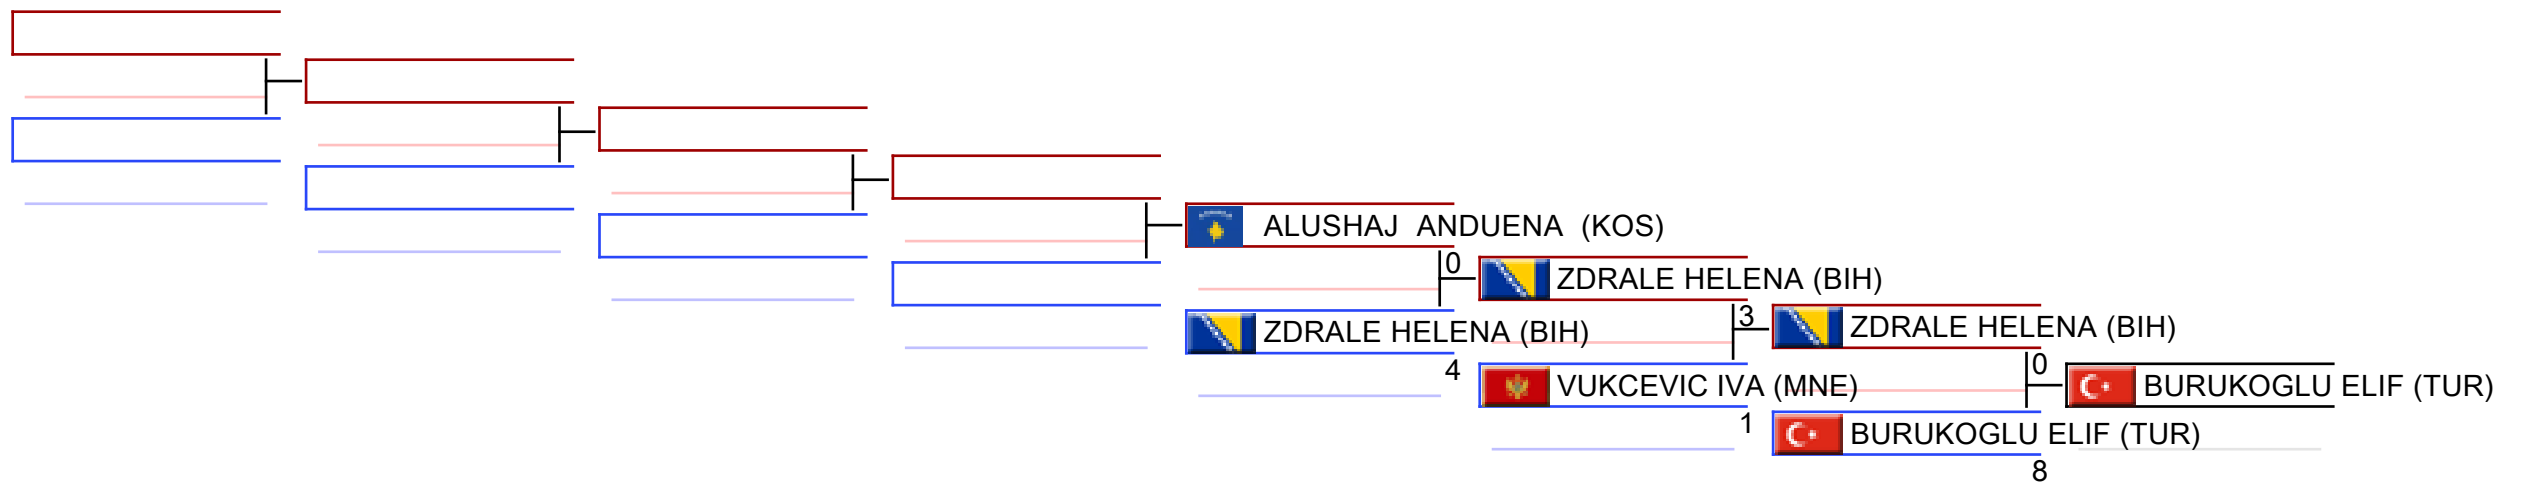 ALUSHAJ ANDUENA (KOS)
0
ZDRALE HELENA (BIH)
ZDRALE HELENA (BIH)
4
3
ZDRALE HELENA (BIH)
VUKCEVIC IVA (MNE)
1
0
BURUKOGLU ELIF (TUR)
BURUKOGLU ELIF (TUR)
8